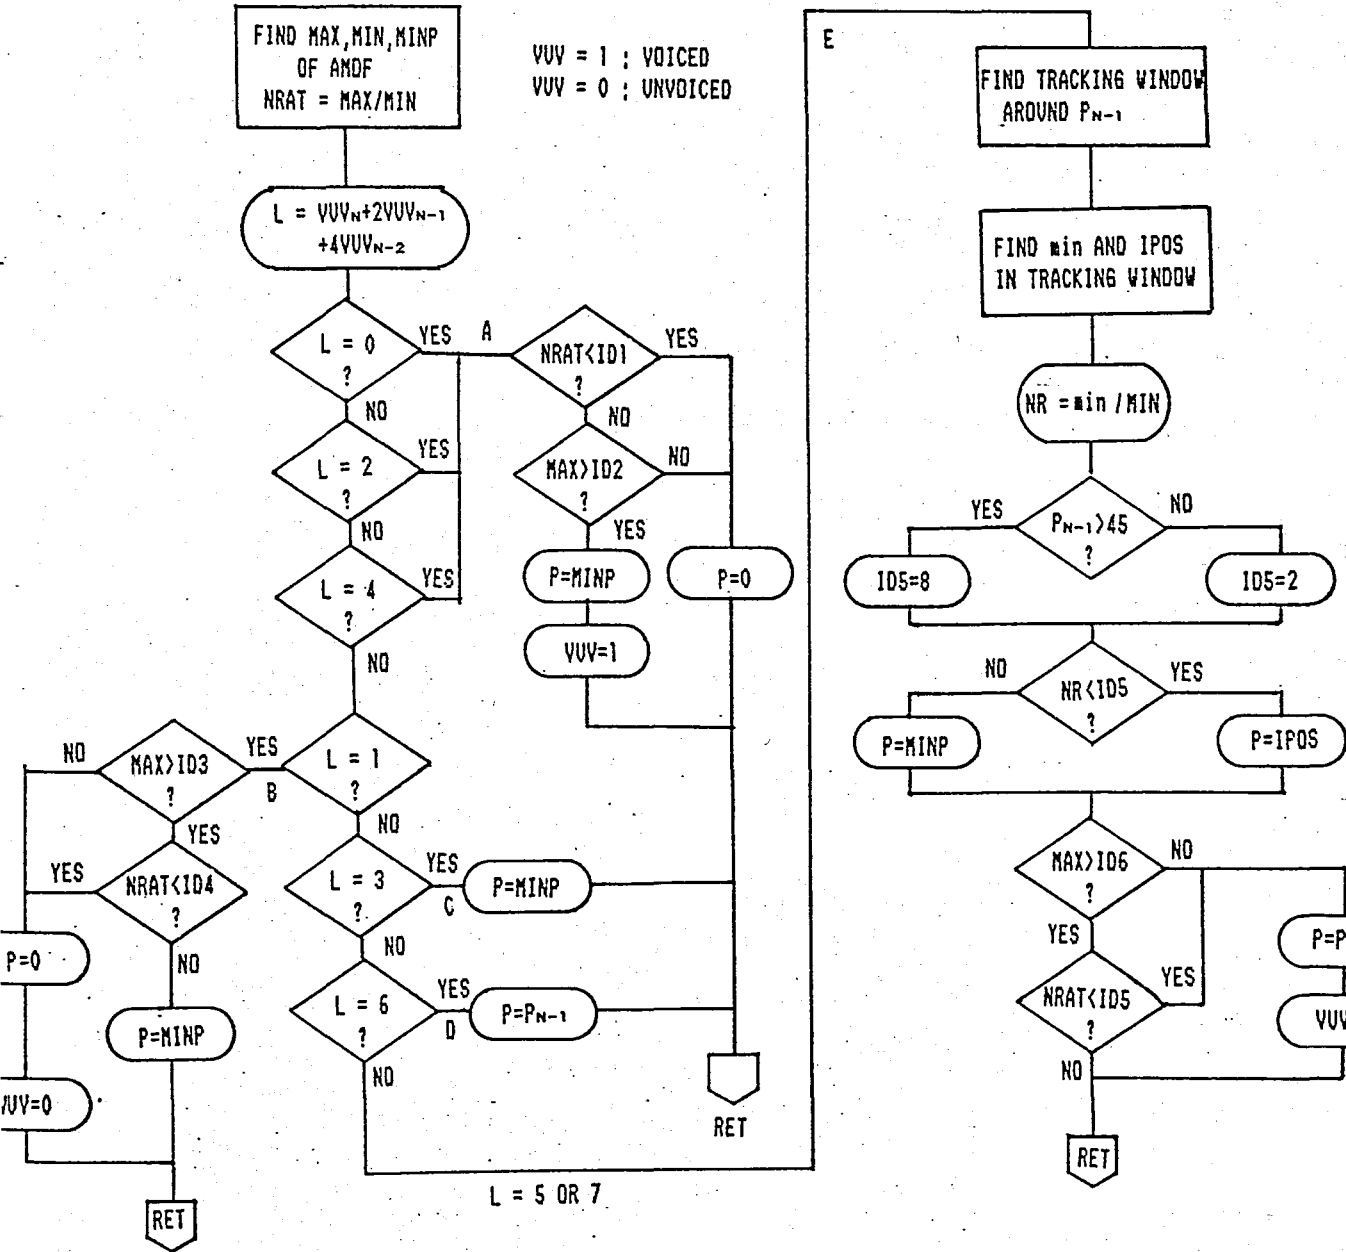 FIND MAX,MIN,MINP
OF AMDF
NRAT = MAX/MIN
VUV = 1 ; VOICED
VUV = 0 ; UNVOICED
L = VUVN+2VUVN-1
+4VUVN-2
L = 0
?
YES
A
NO
L = 2
?
YES
NO
L = 4
?
YES
NO
NRAT<ID1
?
YES
NO
MAX>ID2
?
NO
YES
P=MINP
VUV=1
P=0
L = 1
?
YES
B
NO
MAX>ID3
?
NO
YES
NRAT<ID4
?
YES
NO
P=0
VUV=0
P=MINP
RET
L = 3
?
YES
C
P=MINP
NO
L = 6
?
YES
D
P=PN-1
NO
RET
L = 5 OR 7
E
FIND TRACKING WINDOW
AROUND PN-1
FIND min AND IPOS
IN TRACKING WINDOW
NR =min /MIN
PN-1>45
?
YES
NO
ID5=8
ID5=2
NR<ID5
?
NO
YES
P=MINP
P=IPOS
MAX>ID6
?
NO
YES
NRAT<ID5
?
YES
NO
P=P
VUV
RET